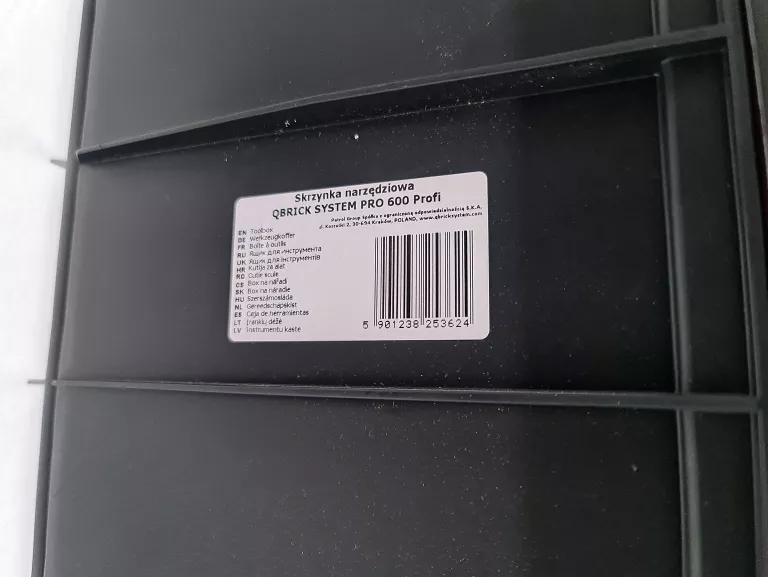 Skrzynka narzędziowa
QBRICK SYSTEM PRO 600 Profi
Patrol Group Spółka z ograniczoną odpowiedzialnością S.K.A.
30-694 Kraków, POLAND, www.qbricksystem.com
EN Toolbox
DE Werkzeugkoffer
FR Boîte à outils
RU Ящик для инструмента
UK Ящик для інструментів
HR Kutija za alat
RO Cutie scule
CS Box na nářadí
SK Box na náradie
HU Szerszámosláda
NL Gereedschapskist
ES Caja de herramientas
LT Įrankių dėžė
LV Instrumentu kaste
5 901238 253624